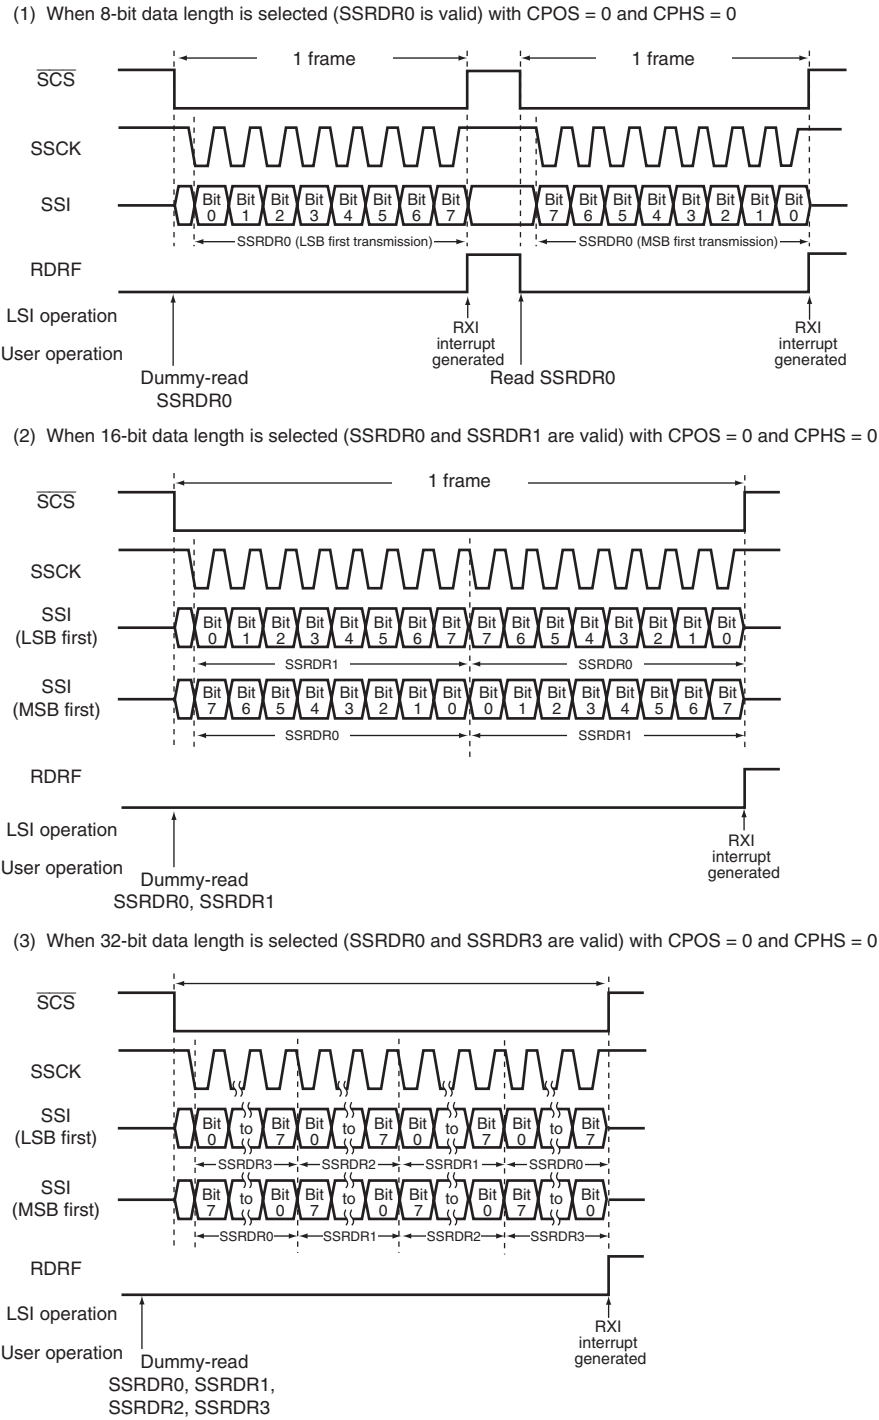 (1) When 8-bit data length is selected (SSRDR0 is valid) with CPOS = 0 and CPHS = 0
1 frame 1 frame
SCS
SSCK
SSI Bit 0 Bit 1 Bit 2 Bit 3 Bit 4 Bit 5 Bit 6 Bit 7 Bit 7 Bit 6 Bit 5 Bit 4 Bit 3 Bit 2 Bit 1 Bit 0
SSRDR0 (LSB first transmission) SSRDR0 (MSB first transmission)
RDRF
LSI operation
RXI interrupt generated RXI interrupt generated
User operation
Dummy-read SSRDR0 Read SSRDR0
(2) When 16-bit data length is selected (SSRDR0 and SSRDR1 are valid) with CPOS = 0 and CPHS = 0
1 frame
SCS
SSCK
SSI (LSB first) Bit 0 Bit 1 Bit 2 Bit 3 Bit 4 Bit 5 Bit 6 Bit 7 Bit 7 Bit 6 Bit 5 Bit 4 Bit 3 Bit 2 Bit 1 Bit 0
SSRDR1 SSRDR0
SSI (MSB first) Bit 7 Bit 6 Bit 5 Bit 4 Bit 3 Bit 2 Bit 1 Bit 0 Bit 0 Bit 1 Bit 2 Bit 3 Bit 4 Bit 5 Bit 6 Bit 7
SSRDR0 SSRDR1
RDRF
LSI operation
RXI interrupt generated
User operation
Dummy-read
SSRDR0, SSRDR1
(3) When 32-bit data length is selected (SSRDR0 and SSRDR3 are valid) with CPOS = 0 and CPHS = 0
SCS
SSCK
SSI (LSB first) Bit 0 to Bit 7 Bit 0 to Bit 7 Bit 0 to Bit 7 Bit 0 to Bit 7
SSRDR3 SSRDR2 SSRDR1 SSRDR0
SSI (MSB first) Bit 7 to Bit 0 Bit 7 to Bit 0 Bit 7 to Bit 0 Bit 7 to Bit 0
SSRDR0 SSRDR1 SSRDR2 SSRDR3
RDRF
LSI operation
RXI interrupt generated
User operation
Dummy-read
SSRDR0, SSRDR1,
SSRDR2, SSRDR3